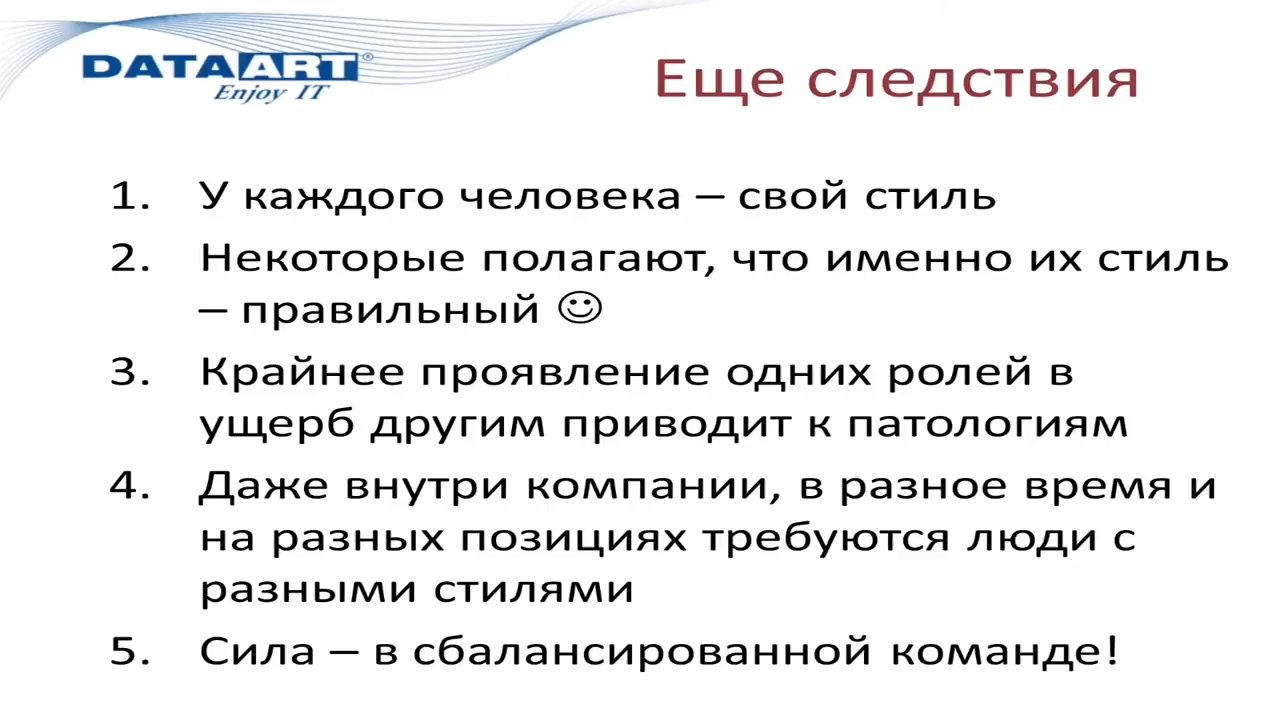 DATAART®
Enjoy IT
Еще следствия
1. У каждого человека – свой стиль
2. Некоторые полагают, что именно их стиль
– правильный ☺
3. Крайнее проявление одних ролей в
ущерб другим приводит к патологиям
4. Даже внутри компании, в разное время и
на разных позициях требуются люди с
разными стилями
5. Сила – в сбалансированной команде!